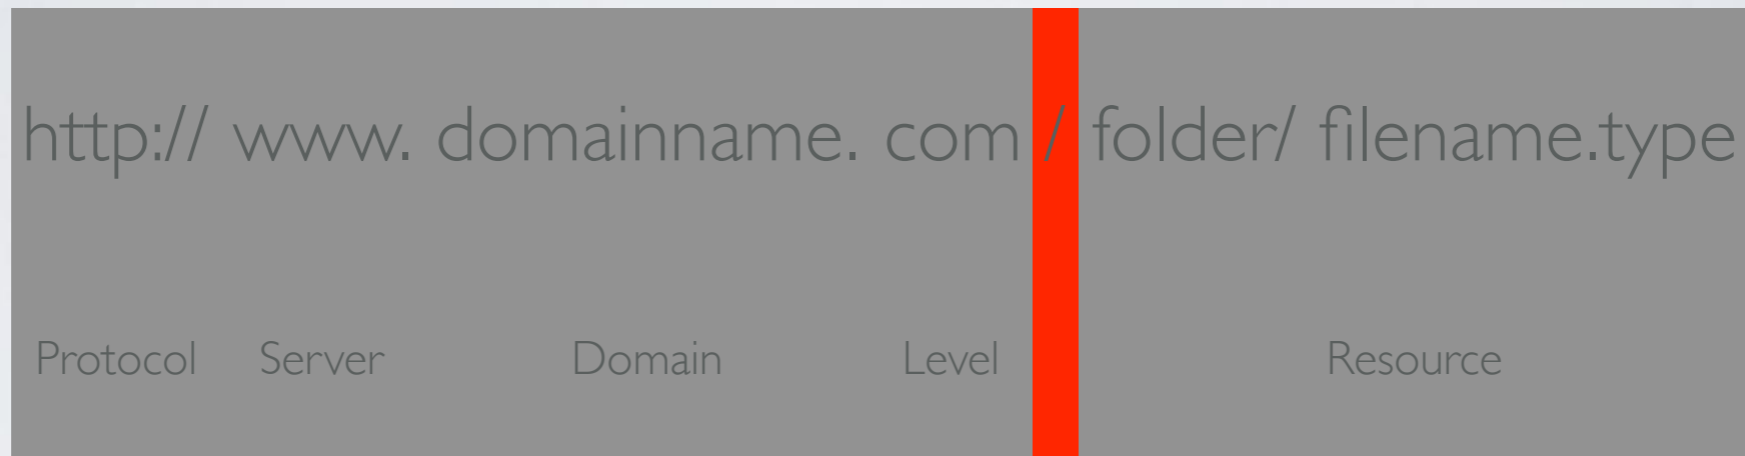 http:// www. domainname. com / folder/ filename.type
Protocol Server Domain Level Resource